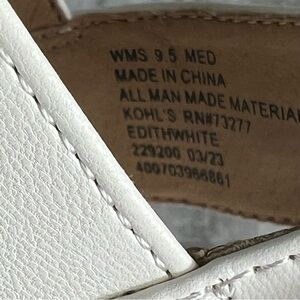 WMS 9.5 MED
MADE IN CHINA
ALL MAN MADE MATERIAL
KOHL'S RN#73277
EDITHWHITE
229200 03/23
400703966861